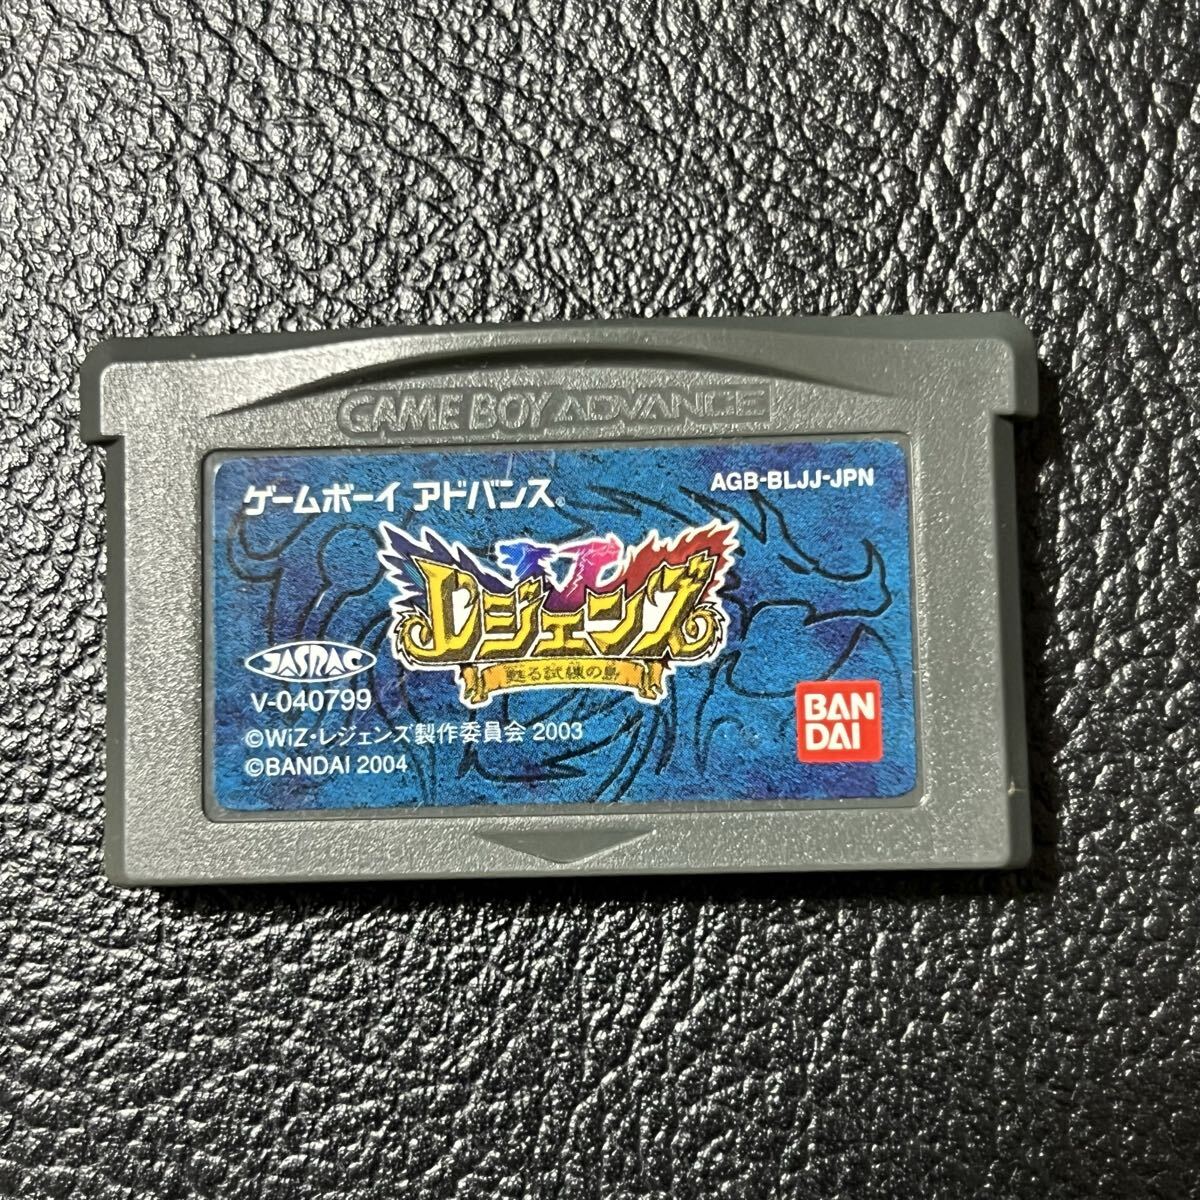 GAME BOY ADVANCE
ゲームボーイ アドバンス®
AGB-BLJJ-JPN
レジェンズ
甦る試練の島
JASRAC
V-040799
©WiZ・レジェンズ製作委員会 2003
©BANDAI 2004
BAN
DAI